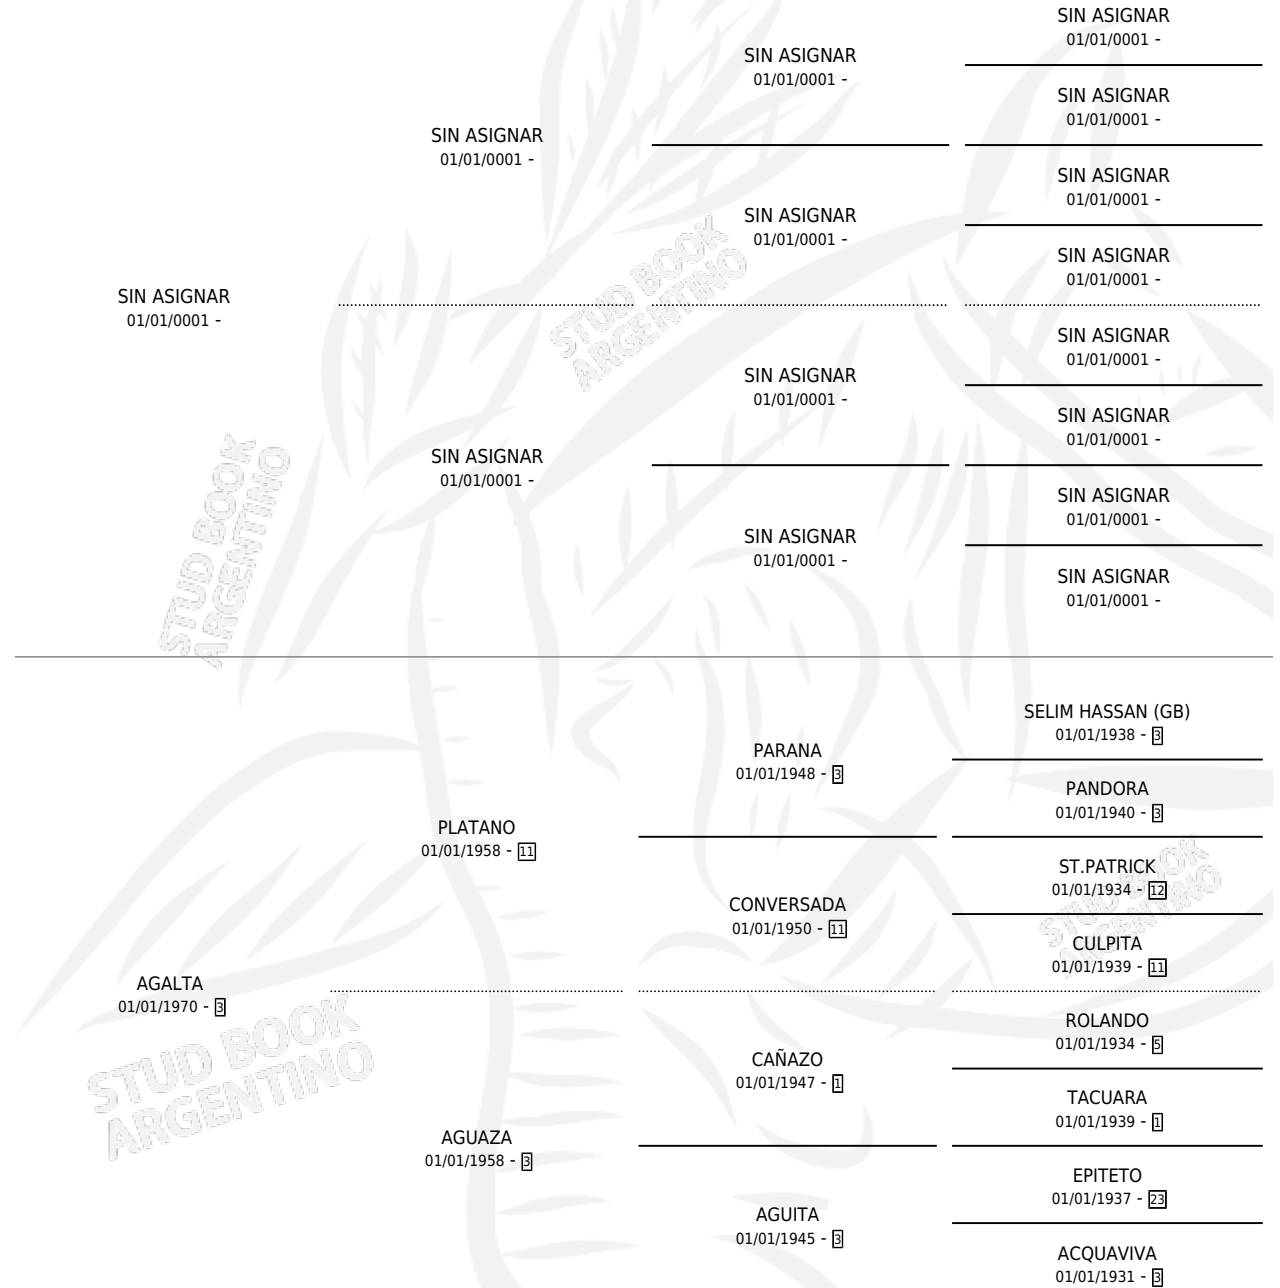 SIN ASIGNAR
01/01/0001 -
SIN ASIGNAR
01/01/0001 -
SIN ASIGNAR
01/01/0001 -
SIN ASIGNAR
01/01/0001 -
SIN ASIGNAR
01/01/0001 -
SIN ASIGNAR
01/01/0001 -
SIN ASIGNAR
01/01/0001 -
SIN ASIGNAR
01/01/0001 -
STUD BOOK
ARGENTINO
SIN ASIGNAR
01/01/0001 -
SIN ASIGNAR
01/01/0001 -
SIN ASIGNAR
01/01/0001 -
SIN ASIGNAR
01/01/0001 -
SIN ASIGNAR
01/01/0001 -
STUD BOOK
ARGENTINO
SIN ASIGNAR
01/01/0001 -
SIN ASIGNAR
01/01/0001 -
SELIM HASSAN (GB)
01/01/1938 - 3
PARANA
01/01/1948 - 3
PANDORA
01/01/1940 - 3
PLATANO
01/01/1958 - 11
ST.PATRICK
01/01/1934 - 12
CONVERSADA
01/01/1950 - 11
STUD BOOK
ARGENTINO
CULPITA
01/01/1939 - 11
AGALTA
01/01/1970 - 3
ROLANDO
01/01/1934 - 5
STUD BOOK
ARGENTINO
CAÑAZO
01/01/1947 - 1
TACUARA
01/01/1939 - 1
AGUAZA
01/01/1958 - 3
EPITETO
01/01/1937 - 23
AGUITA
01/01/1945 - 3
ACQUAVIVA
01/01/1931 - 3